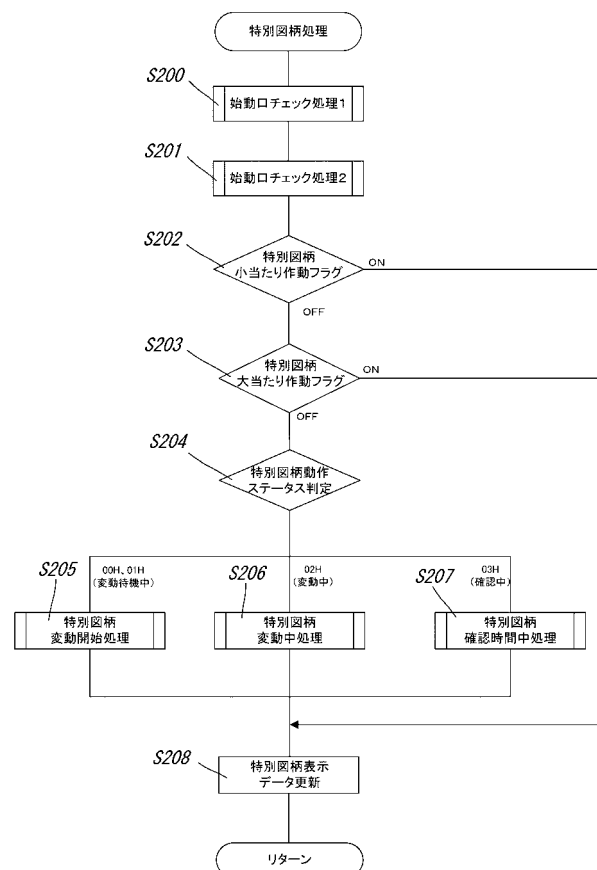 特別図柄処理
S200
始動口チェック処理1
S201
始動口チェック処理2
S202
特別図柄
小当たり作動フラグ
ON
OFF
S203
特別図柄
大当たり作動フラグ
ON
OFF
S204
特別図柄動作
ステータス判定
00H、01H
(変動待機中)
S205
特別図柄
変動開始処理
02H
(変動中)
S206
特別図柄
変動中処理
03H
(確認中)
S207
特別図柄
確認時間中処理
S208
特別図柄表示
データ更新
リターン